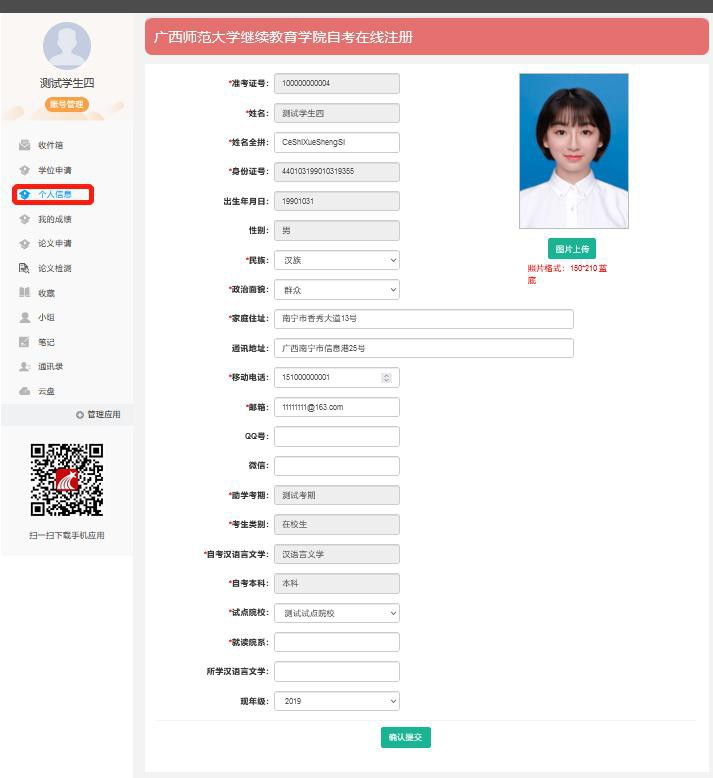 测试学生四
账号管理
收件箱
学位申请
个人信息
我的成绩
论文申请
论文检测
收藏
小组
笔记
通讯录
云盘
管理应用
扫一扫下载手机应用
广西师范大学继续教育学院自考在线注册
*准考证号： 100000000004
*姓名： 测试学生四
*姓名全拼： CeShiXueShengSi
*身份证号： 440103199010319355
出生年月日： 19901031
性别： 男
*民族： 汉族
*政治面貌： 群众
*家庭住址： 南宁市香秀大道13号
通讯地址： 广西南宁市信息港25号
*移动电话： 151000000001
*邮箱： 11111111@163.com
QQ号：
微信：
*助学考期： 测试考期
*考生类别： 在校生
*自考汉语言文学： 汉语言文学
*自考本科： 本科
*试点院校： 测试试点院校
*就读院系：
所学汉语言文学：
现年级： 2019
图片上传
照片格式：150*210 蓝
底
确认提交